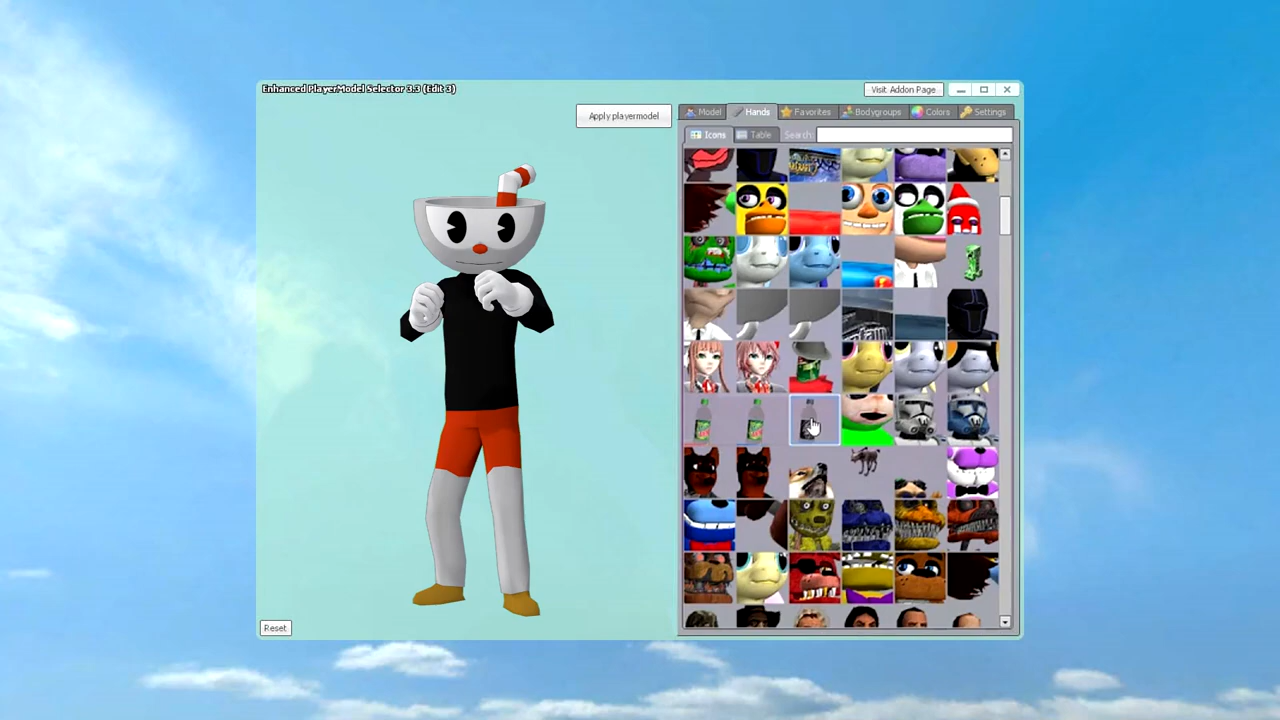 Enhanced PlayerModel Selector 3.3 (Edit 3)
Visit Addon Page
Apply playermodel
Model
Hands
Favorites
Bodygroups
Colors
Settings
Icons
Table
Search:
Reset